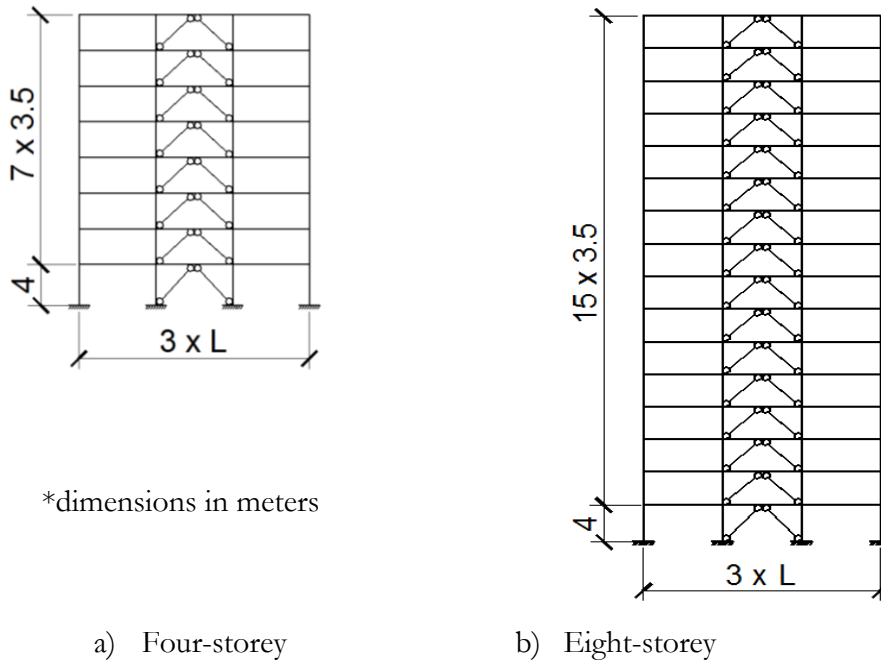 7 x 3.5
4
3 x L
*dimensions in meters
a) Four-storey
15 x 3.5
4
3 x L
b) Eight-storey